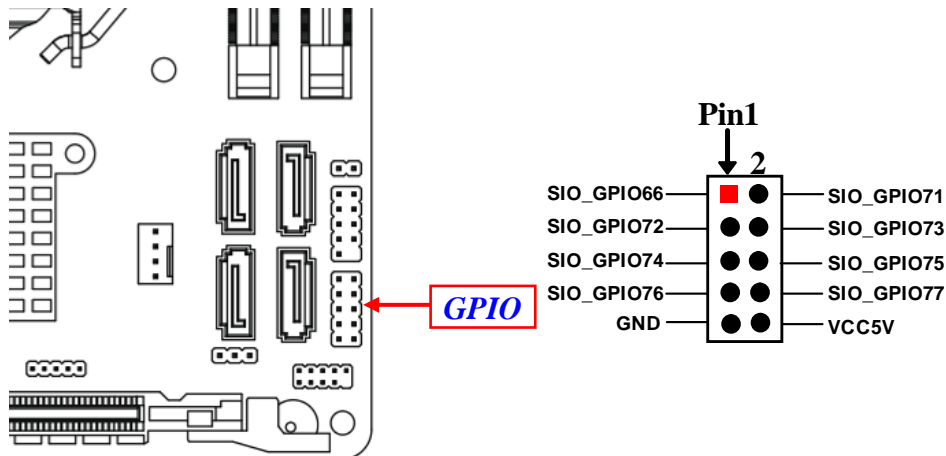 Pin1
2
SIO_GPIO66 SIO_GPIO71
SIO_GPIO72 SIO_GPIO73
SIO_GPIO74 SIO_GPIO75
SIO_GPIO76 SIO_GPIO77
GND VCC5V
GPIO